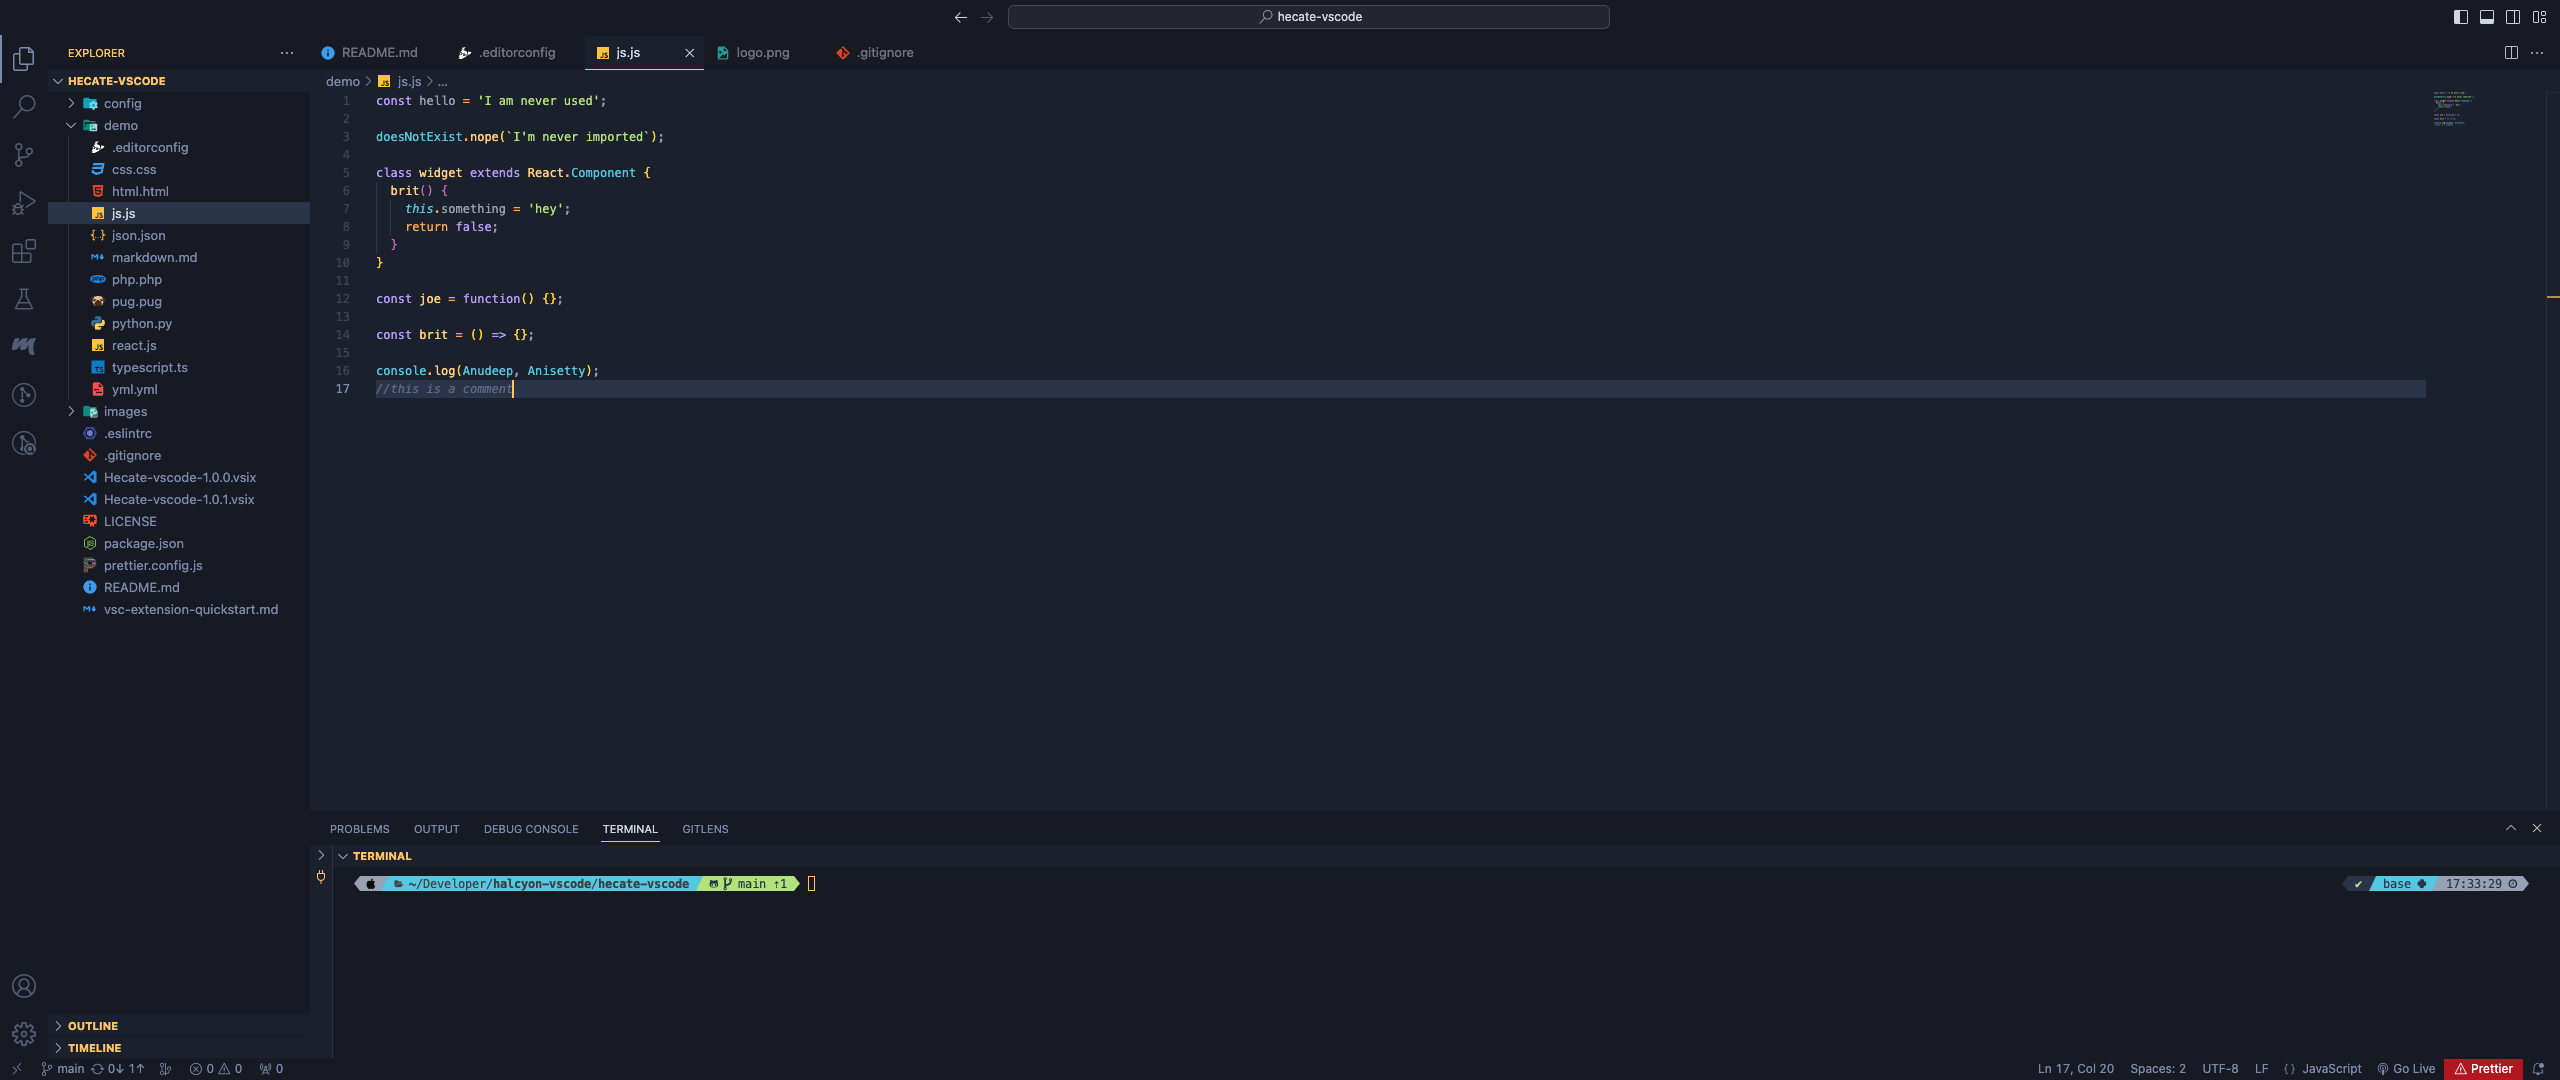 hecate-vscode
EXPLORER
README.md
.editorconfig
js.js
logo.png
.gitignore
HECATE-VSCODE
config
demo
.editorconfig
css.css
html.html
js.js
json.json
markdown.md
php.php
pug.pug
python.py
react.js
typescript.ts
yml.yml
images
.eslintrc
.gitignore
Hecate-vscode-1.0.0.vsix
Hecate-vscode-1.0.1.vsix
LICENSE
package.json
prettier.config.js
README.md
vsc-extension-quickstart.md
OUTLINE
TIMELINE
demo > js.js > ...
1 const hello = 'I am never used';
2
3 doesNotExist.nope(`I'm never imported`);
4
5 class widget extends React.Component {
6 brit() {
7 this.something = 'hey';
8 return false;
9 }
10 }
11
12 const joe = function() {};
13
14 const brit = () => {};
15
16 console.log(Anudeep, Anisetty);
17 //this is a comment
PROBLEMS OUTPUT DEBUG CONSOLE TERMINAL GITLENS
TERMINAL
~/Developer/halcyon-vscode/hecate-vscode main ↑1
✔ base 17:33:29
main 0↓ 1↑ 0 0 0
Ln 17, Col 20 Spaces: 2 UTF-8 LF {} JavaScript Go Live Prettier